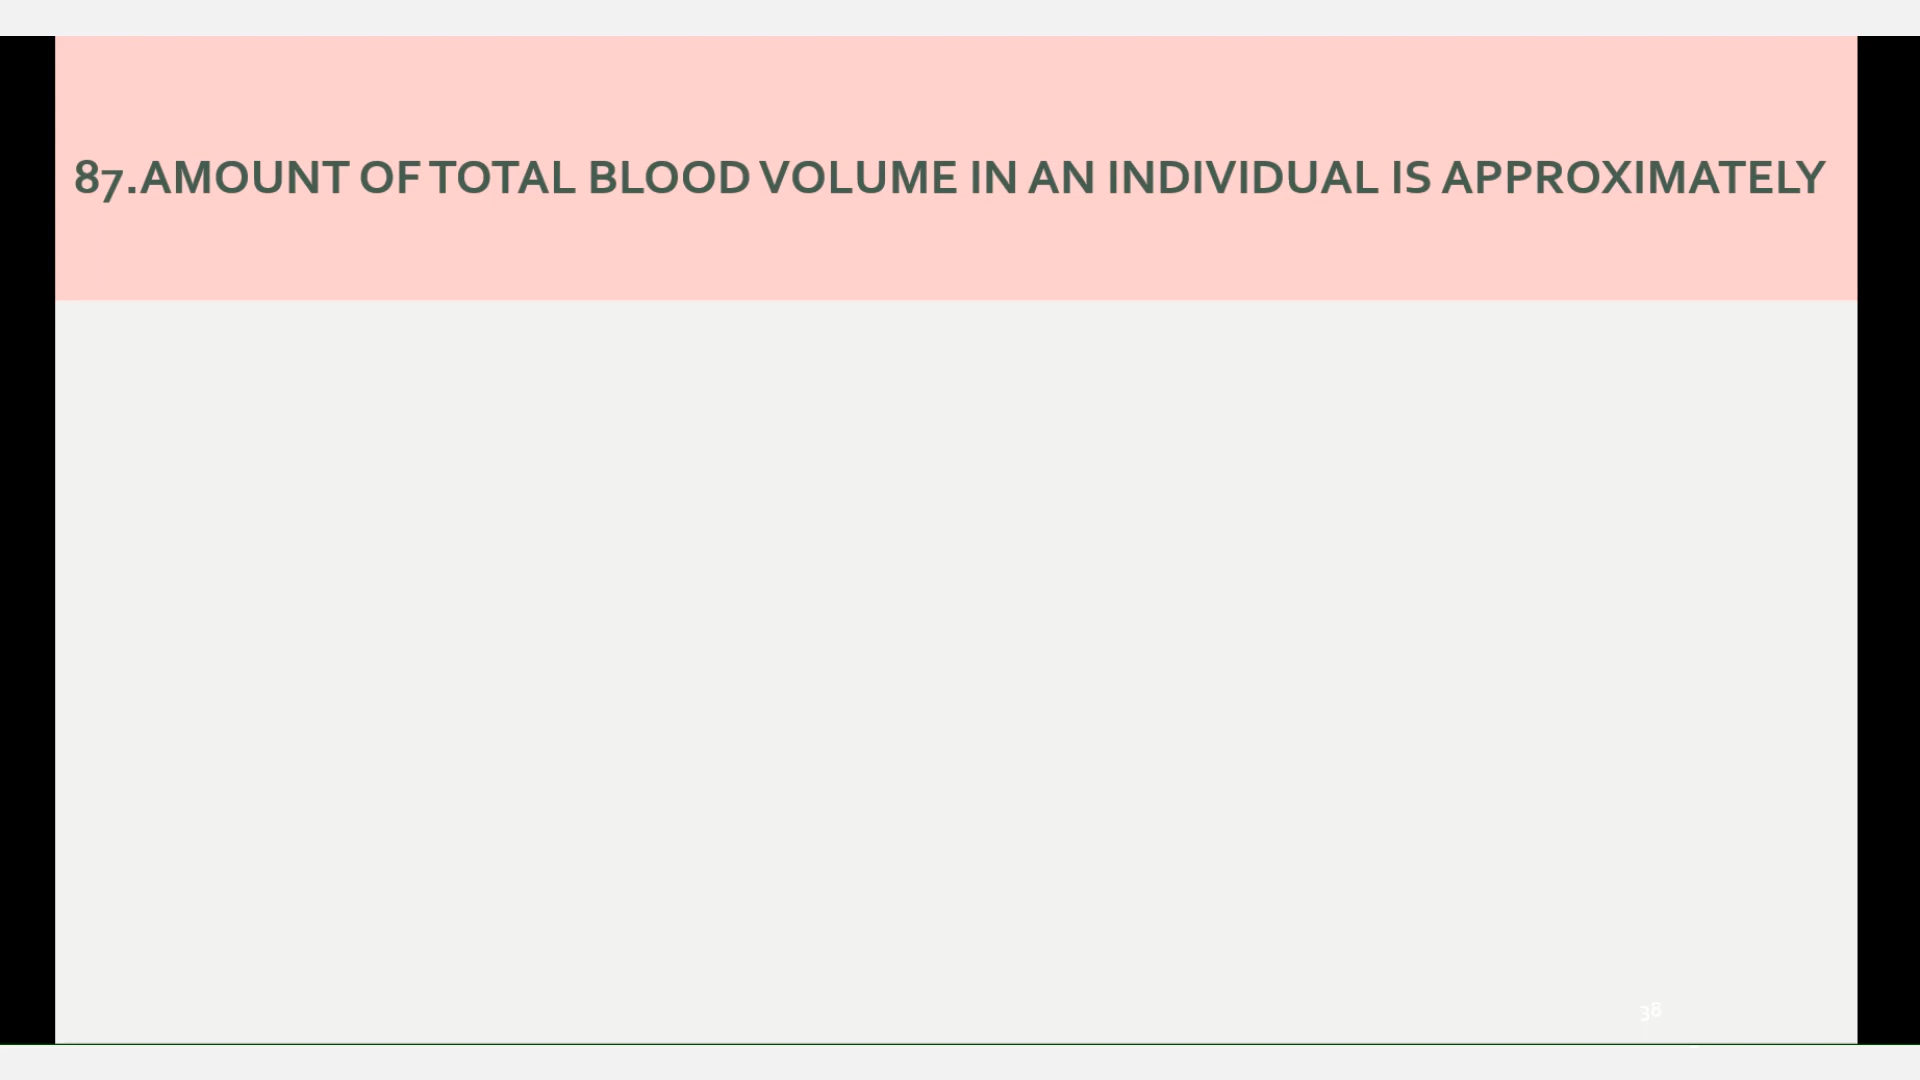 87.AMOUNT OF TOTAL BLOOD VOLUME IN AN INDIVIDUAL IS APPROXIMATELY
38